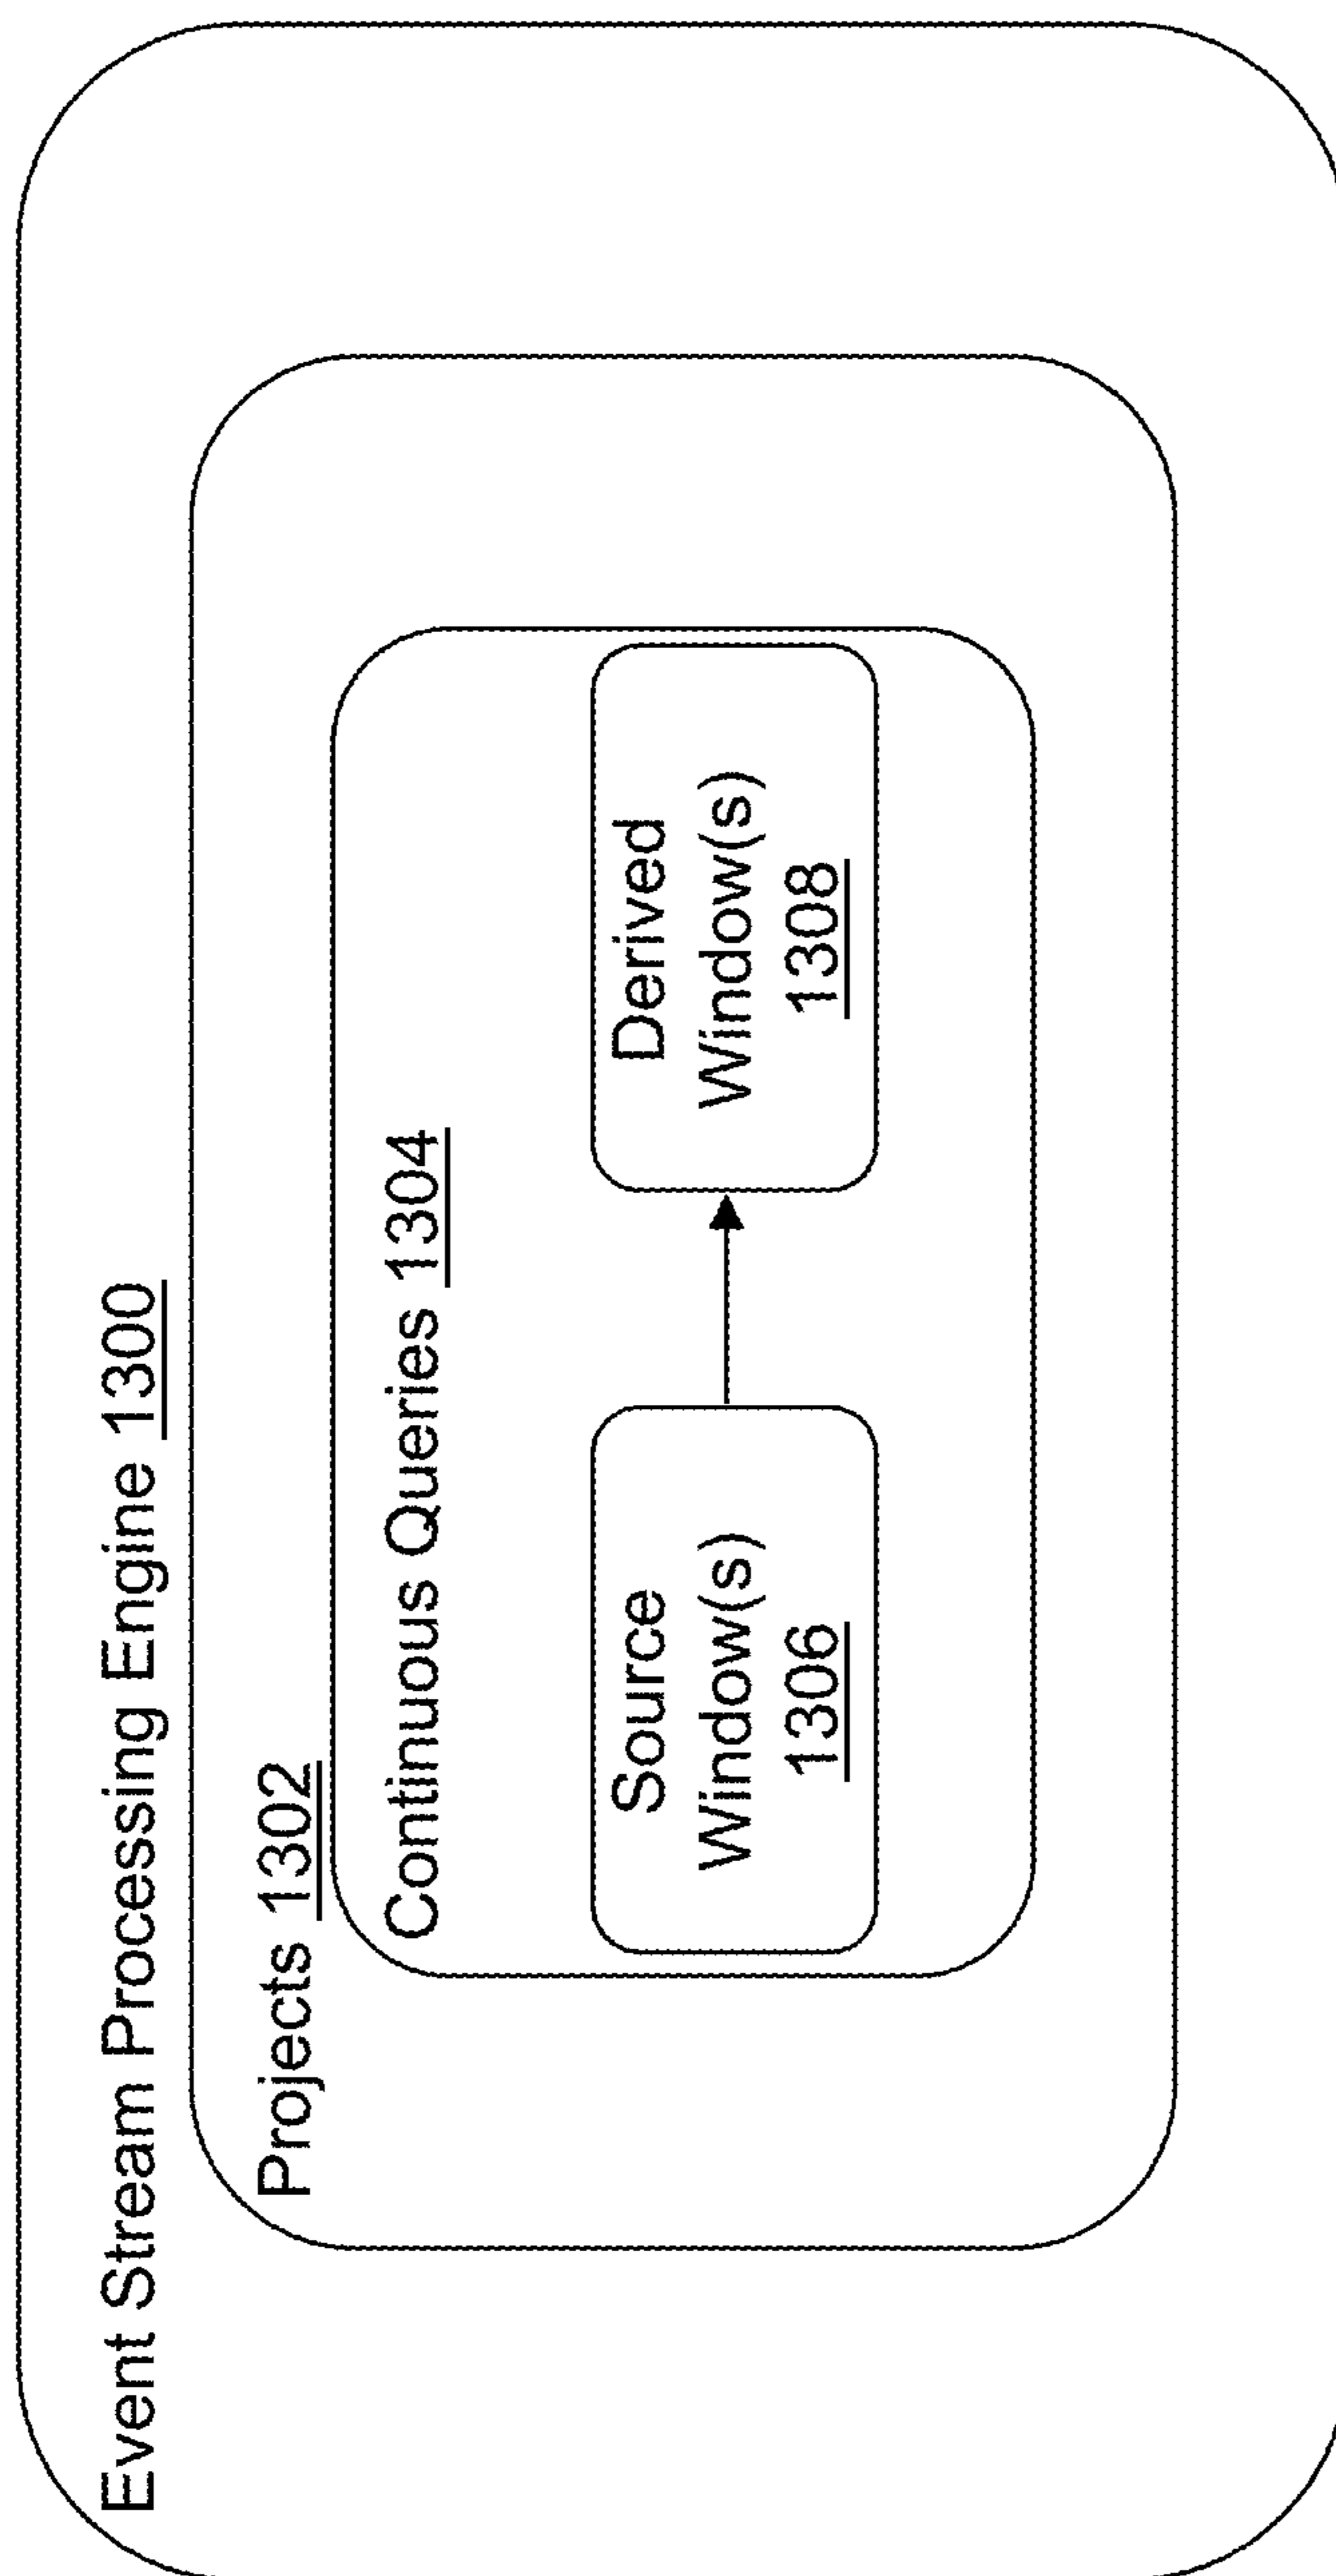 Event Stream Processing Engine 1300
Projects 1302
Continuous Queries 1304
Source
Window(s)
1306
Derived
Window(s)
1308